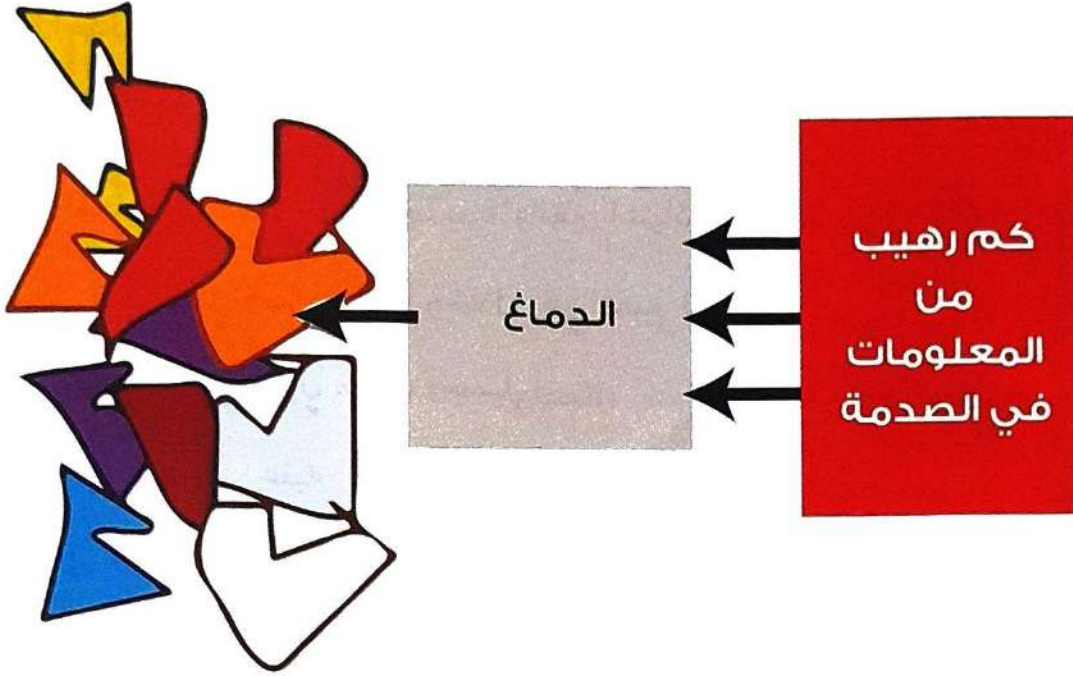 كم رهيب
من
المعلومات
في الصدمة
الدماغ